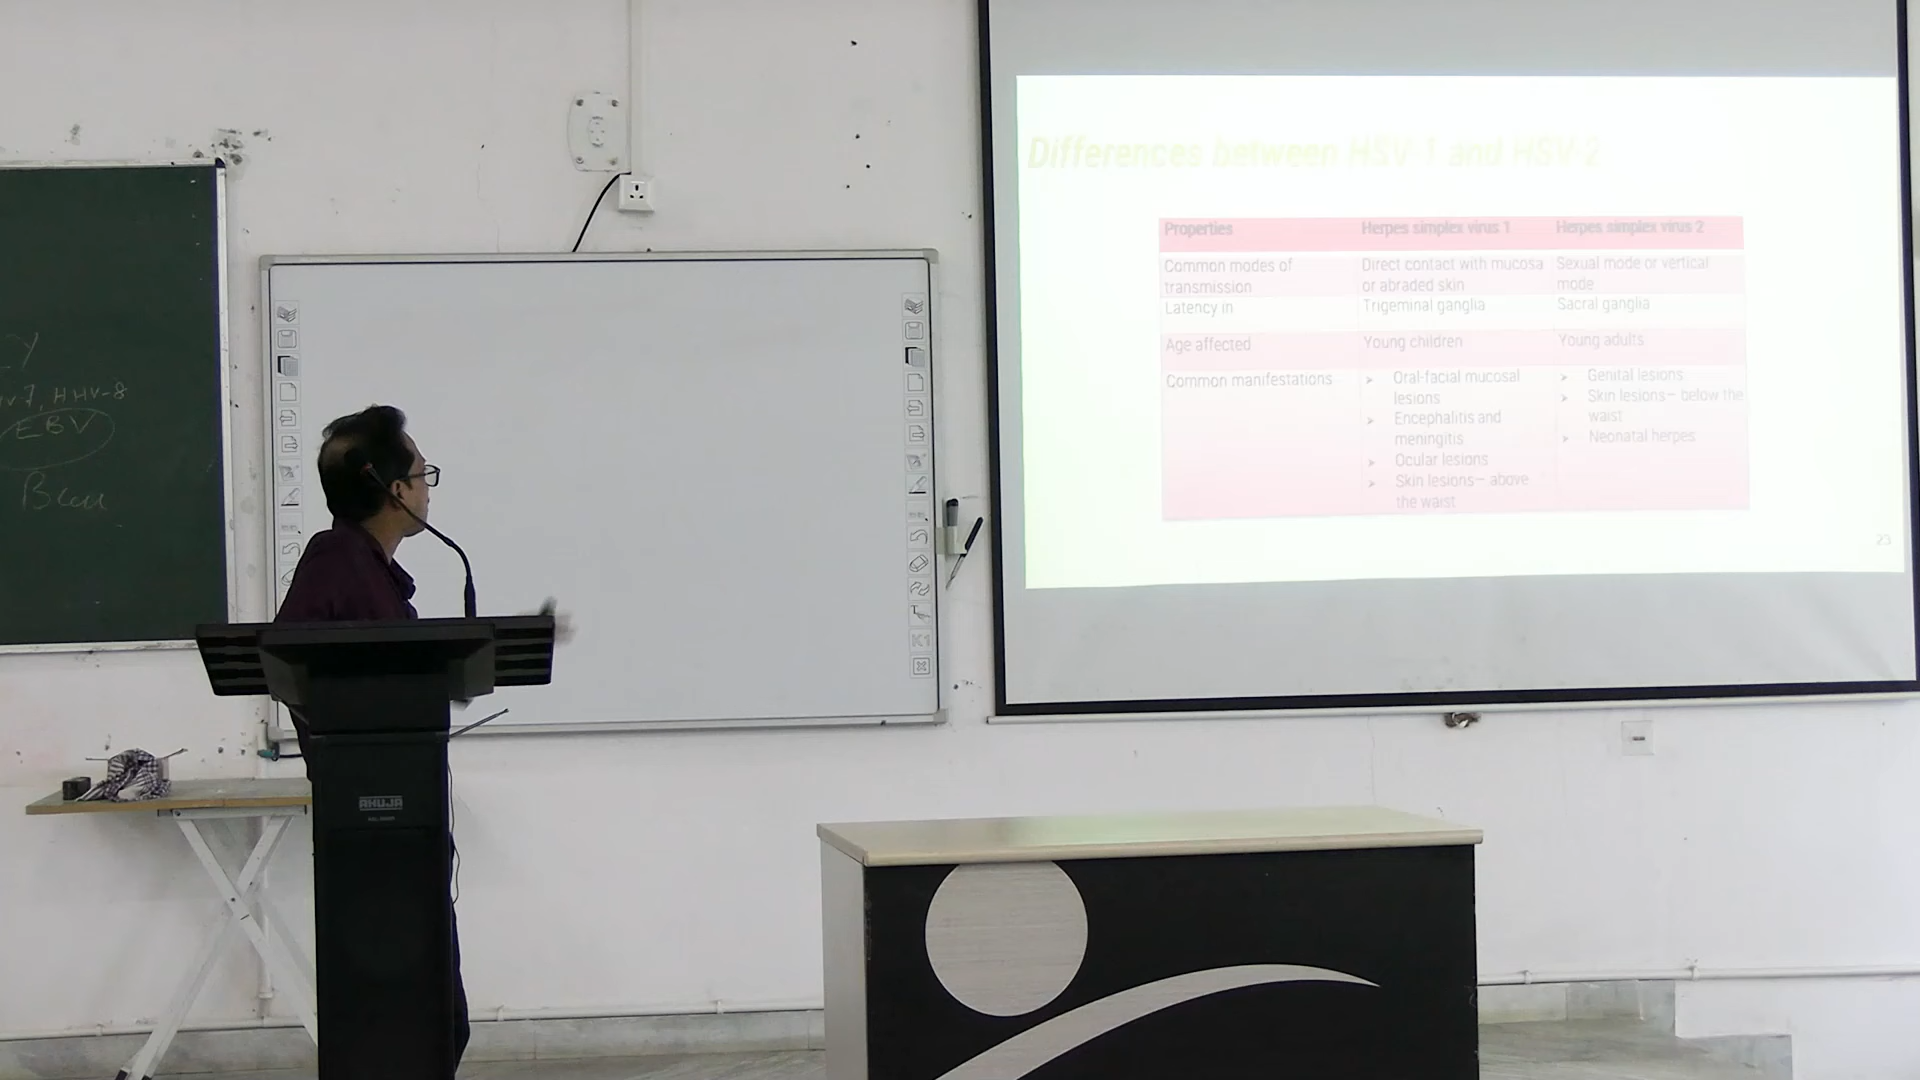 HHV-8
EBV
Differences between HSV-1 and HSV-2
Properties Herpes simplex virus 1 Herpes simplex virus 2
Common modes of transmission
Direct contact with mucosa
or abraded skin
Sexual mode or vertical
mode
Latency in Trigeminal ganglia Sacral ganglia
Age affected Young children Young adults
Common manifestations
➢ Oral-facial mucosal
lesions
➢ Encephalitis and
meningitis
➢ Ocular lesions
➢ Skin lesions– above
the waist
➢ Genital lesions
➢ Skin lesions– below the
waist
➢ Neonatal herpes
23
K1
AHUJA